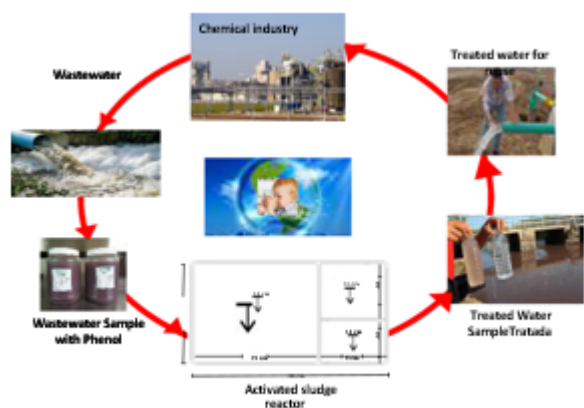 Chemical industry
Treated water for
Wastewater
Wastewater Sample
with Phenol
Treated Water
SampleTratada
Activated sludge
reactor